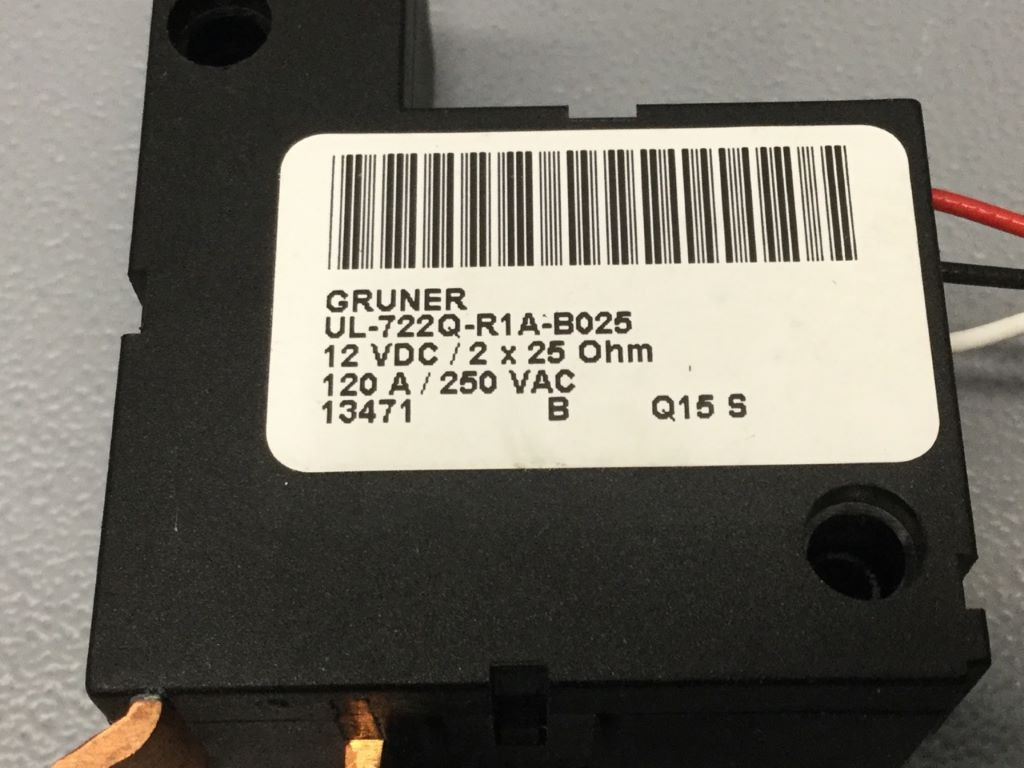 GRUNER
UL-722Q-R1A-B025
12 VDC / 2 x 25 Ohm
120 A / 250 VAC
13471 B Q15 S